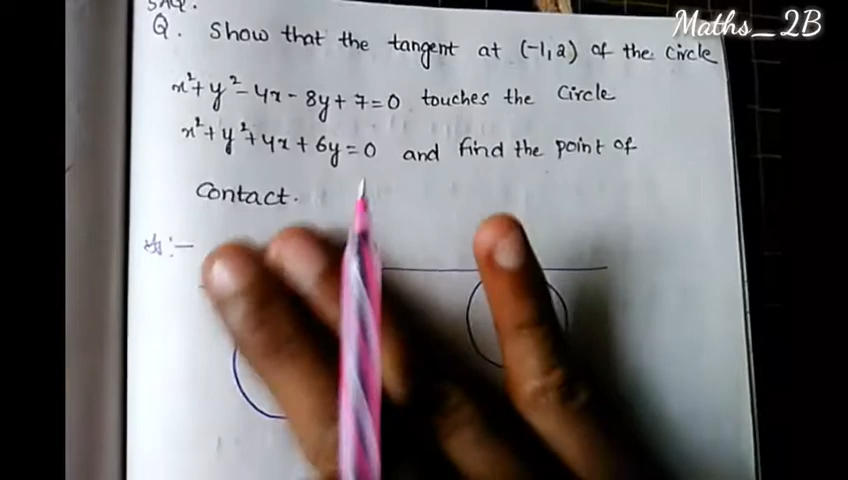 SAQ.
Maths_2B
Q. Show that the tangent at (-1,2) of the circle
x²+y²-4x-8y+7=0 touches the circle
x²+y²+4x+6y=0 and find the point of
contact.